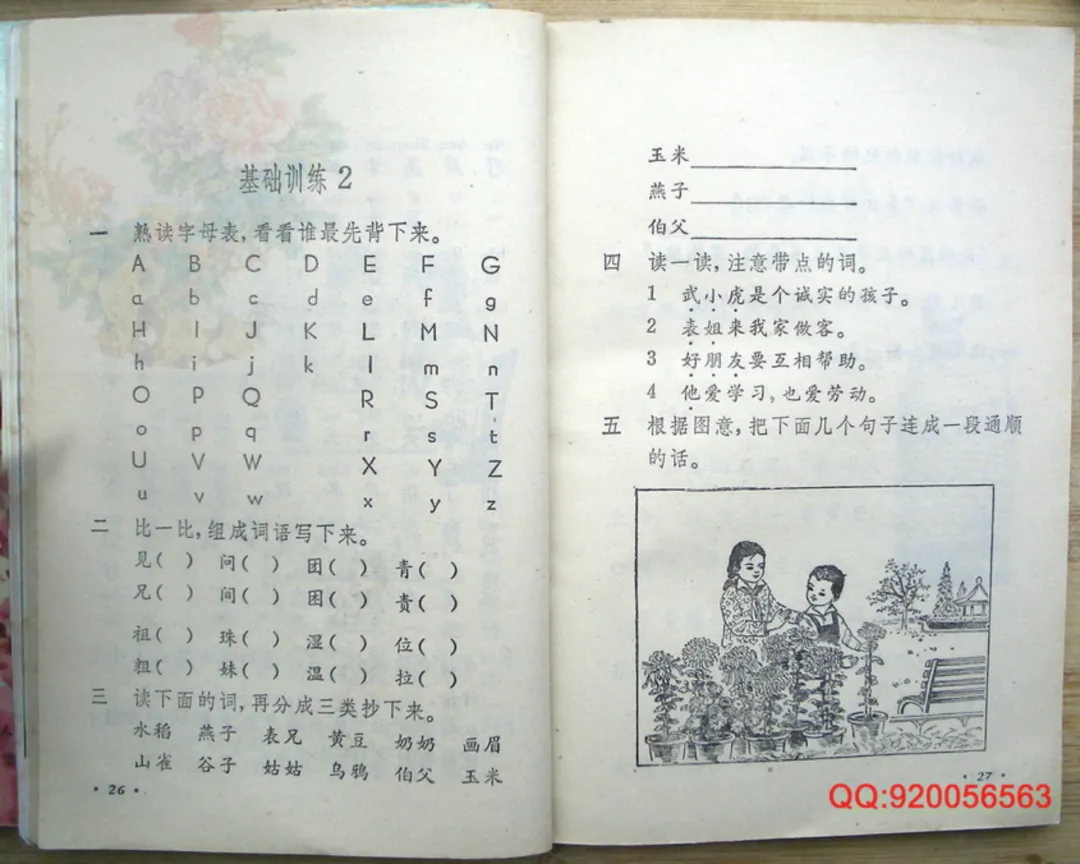 基础训练 2
一 熟读字母表,看看谁最先背下来。
A B C D E F G
a b c d e f g
H I J K L M N
h i j k l m n
O P Q R S T
o p q r s t
U V W X Y Z
u v w x y z
二 比一比,组成词语写下来。
见( ) 问( ) 团( ) 青( )
兄( ) 间( ) 困( ) 责( )
祖( ) 珠( ) 湿( ) 位( )
粗( ) 妹( ) 温( ) 拉( )
三 读下面的词,再分成三类抄下来。
水稻 燕子 表兄 黄豆 奶奶 画眉
山雀 谷子 姑姑 乌鸦 伯父 玉米
·26·
玉米
燕子
伯父
四 读一读,注意带点的词。
1 武小虎是个诚实的孩子。
2 表姐来我家做客。
3 好朋友要互相帮助。
4 他爱学习,也爱劳动。
五 根据图意,把下面几个句子连成一段通顺
的话。
·27·
QQ:920056563